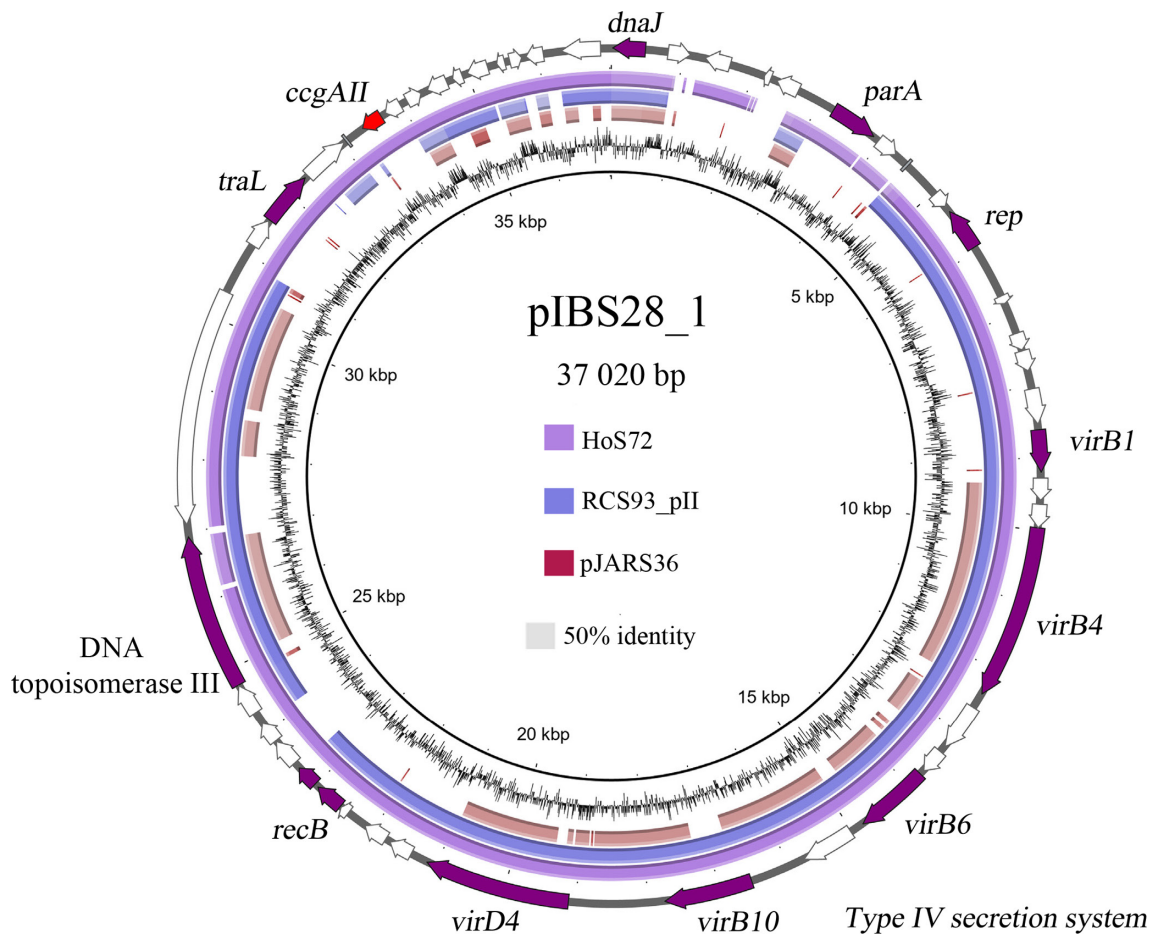 dnaJ
parA
ccgAII
traL
rep
35 kbp
5 kbp
pIBS28_1
37 020 bp
30 kbp
HoS72
virB1
RCS93_pII
10 kbp
pJARS36
25 kbp
50% identity
virB4
DNA
topoisomerase III
15 kbp
20 kbp
recB
virB6
virD4
virB10
Type IV secretion system